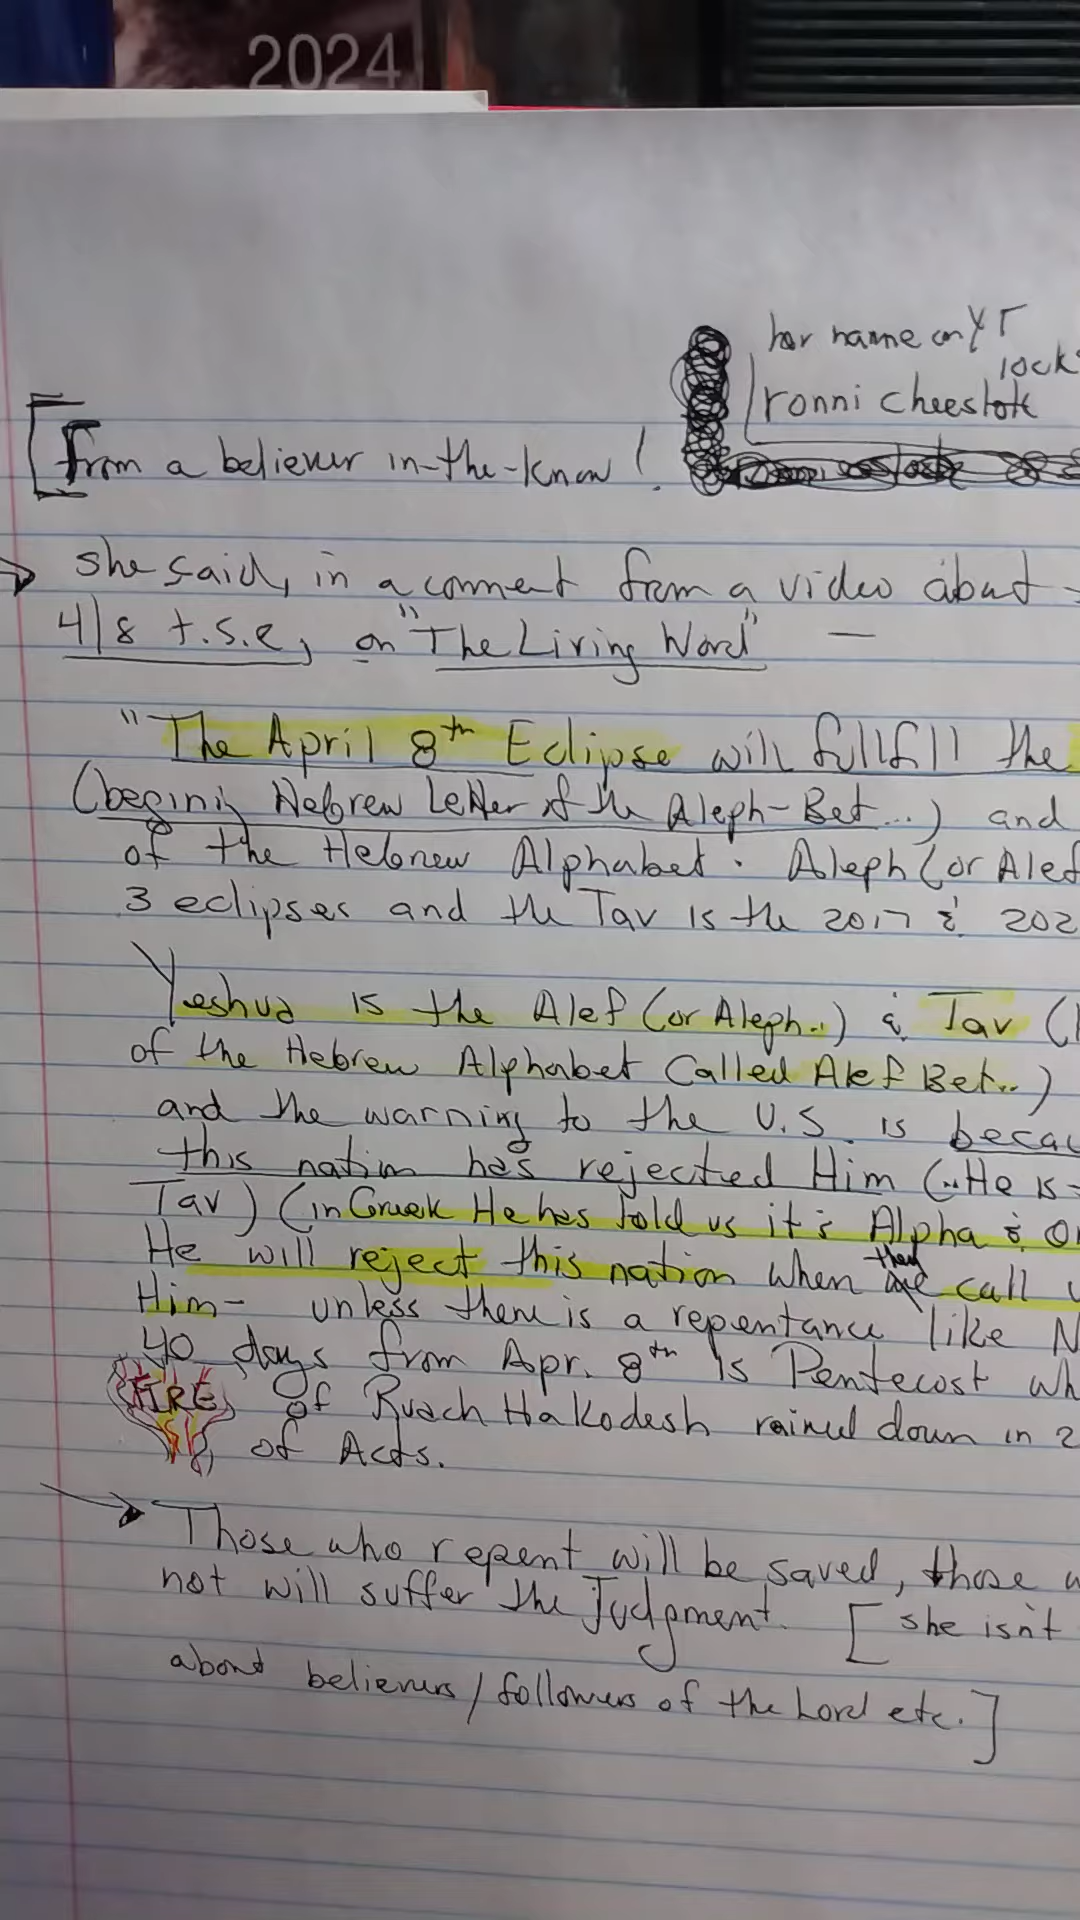 2024
her name on YT
ronni cheeslok
lock
[From a believer in-the-know!
she said, in a comment from a video about
4/8 t.s.e, on "The Living Word" —
"The April 8th Eclipse will fullfill the
(begining Hebrew Letter of the Aleph-Bet...) and
of the Hebrew Alphabet. Aleph (or Alef
3 eclipses and the Tav is the 2017 & 202
Yeshua is the Alef (or Aleph..) & Tav (
of the Hebrew Alphabet Called Alef Bet..)
and the warning to the U.S. is becau
this nation has rejected Him (..He is
Tav) (in Greek He has told us it's Alpha & O
He will reject this nation when they call
Him- unless there is a repentance like N
40 days from Apr. 8th is Pentecost wh
FIRE of Ruach HaKodesh rained down in 2
of Acts.
→ Those who repent will be saved, those w
not will suffer the Judgment. [she isn't
about believers/followers of the Lord etc.]